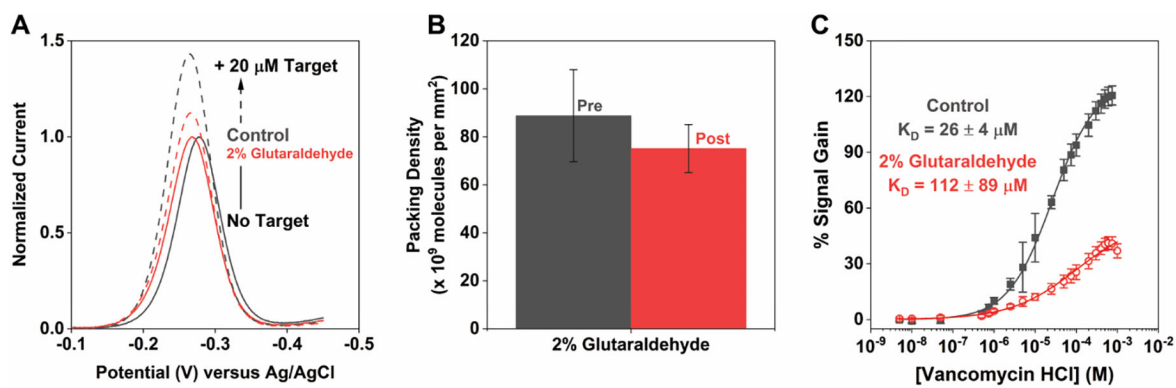 A
Normalized Current
1.5
1.0
0.5
0.0
+ 20 μM Target
Control
2% Glutaraldehyde
No Target
-0.1 -0.2 -0.3 -0.4 -0.5
Potential (V) versus Ag/AgCl
B
Packing Density
(x 10⁹ molecules per mm²)
120
100
80
60
40
20
0
Pre
Post
2% Glutaraldehyde
C
% Signal Gain
150
120
90
60
30
0
Control
K_D = 26 ± 4 μM
2% Glutaraldehyde
K_D = 112 ± 89 μM
10⁻⁹ 10⁻⁸ 10⁻⁷ 10⁻⁶ 10⁻⁵ 10⁻⁴ 10⁻³ 10⁻²
[Vancomycin HCl] (M)